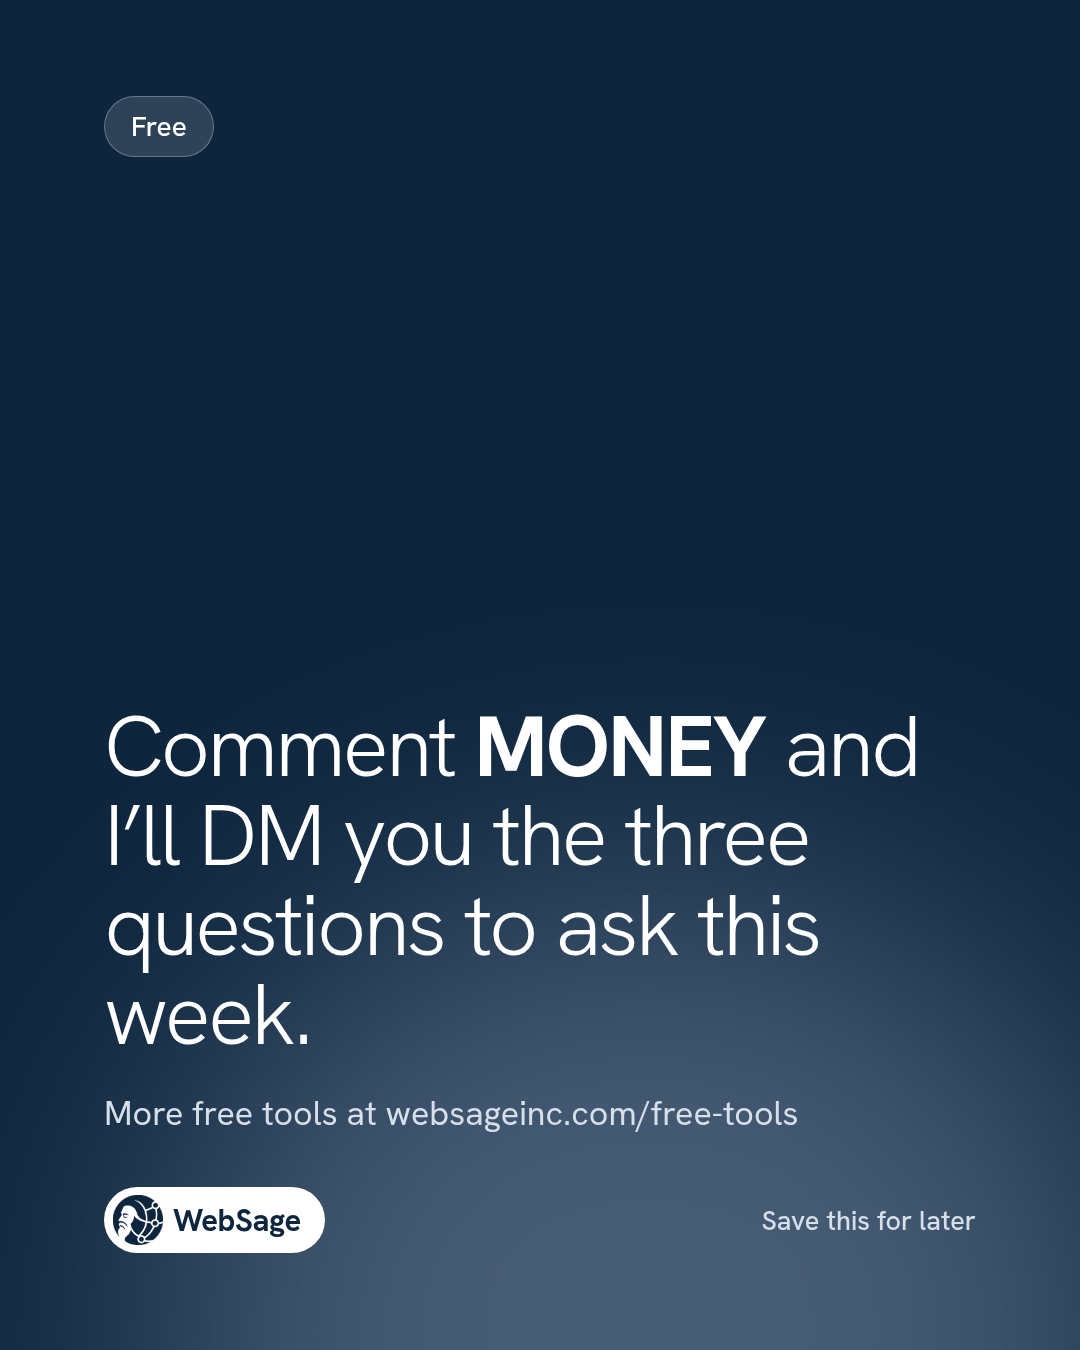 Free
Comment MONEY and
I’ll DM you the three
questions to ask this
week.
More free tools at websageinc.com/free-tools
WebSage
Save this for later